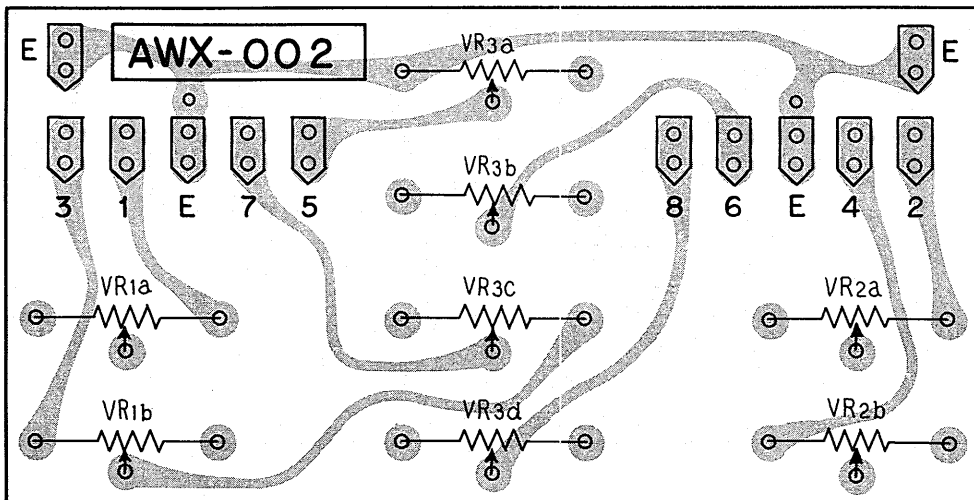 E AWX-002 VR3a E
VR3b
3 1 E 7 5 8 6 E 4 2
VR1a VR3c VR2a
VR1b VR3d VR2b